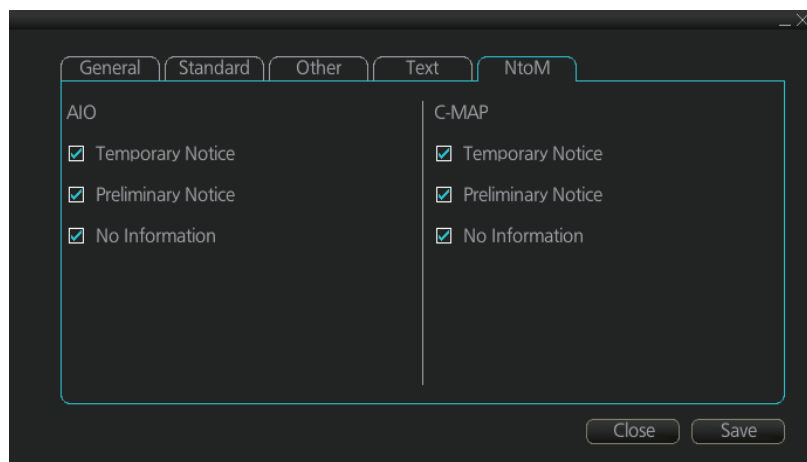 General Standard Other Text NtoM
AIO C-MAP
Temporary Notice Temporary Notice
Preliminary Notice Preliminary Notice
No Information No Information
Close Save